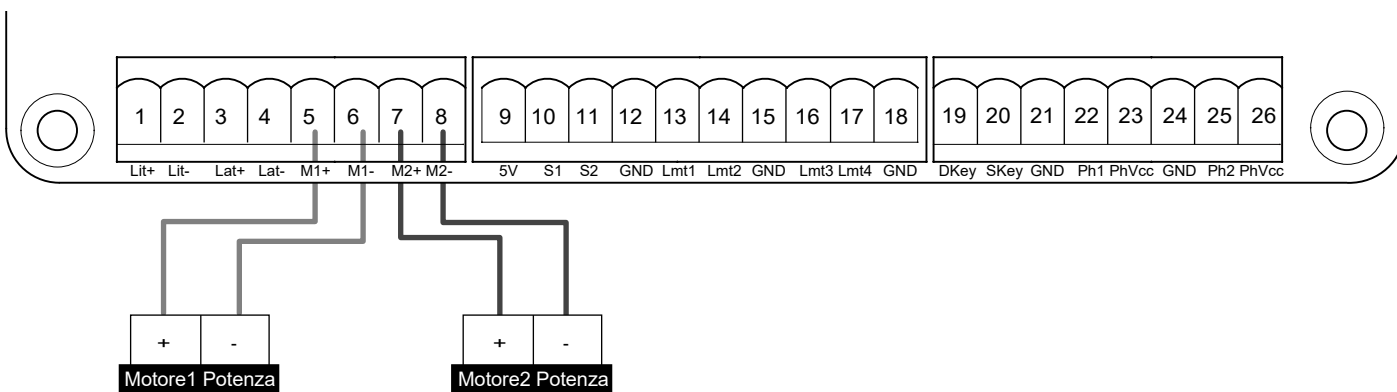 1 2 3 4 5 6 7 8 9 10 11 12 13 14 15 16 17 18 19 20 21 22 23 24 25 26
Lit+ Lit- Lat+ Lat- M1+ M1- M2+ M2- 5V S1 S2 GND Lmt1 Lmt2 GND Lmt3 Lmt4 GND DKey SKey GND Ph1 PhVcc GND Ph2 PhVcc
+ - + -
Motore1 Potenza Motore2 Potenza